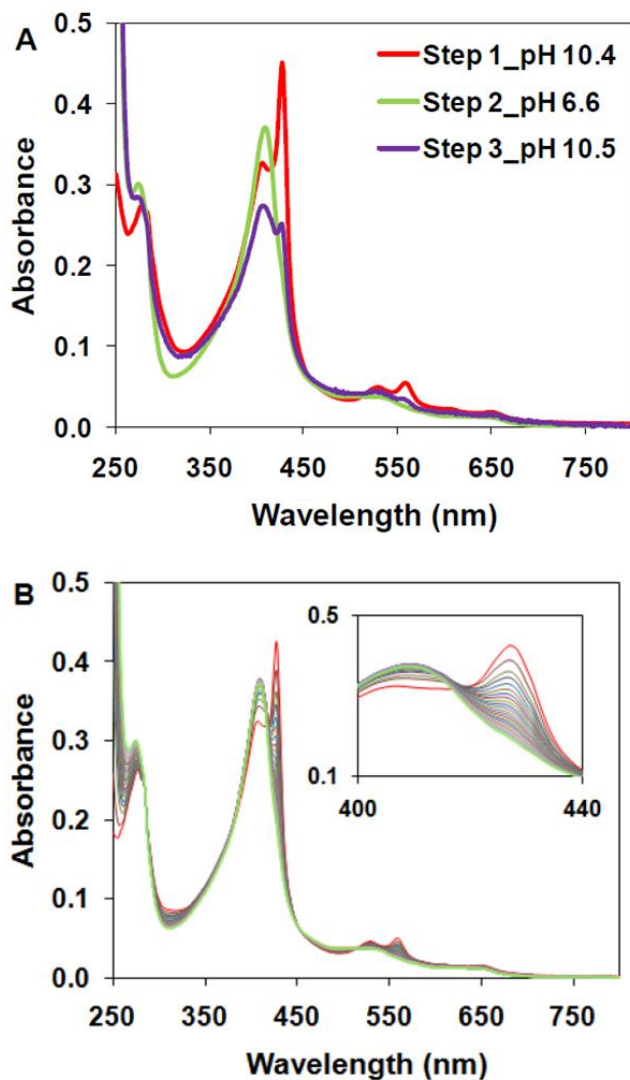 A
0.5
0.4
0.3
0.2
0.1
0.0
Absorbance
Step 1_pH 10.4
Step 2_pH 6.6
Step 3_pH 10.5
250 350 450 550 650 750
Wavelength (nm)
B
0.5
0.4
0.3
0.2
0.1
0.0
Absorbance
0.5
0.1
400 440
250 350 450 550 650 750
Wavelength (nm)